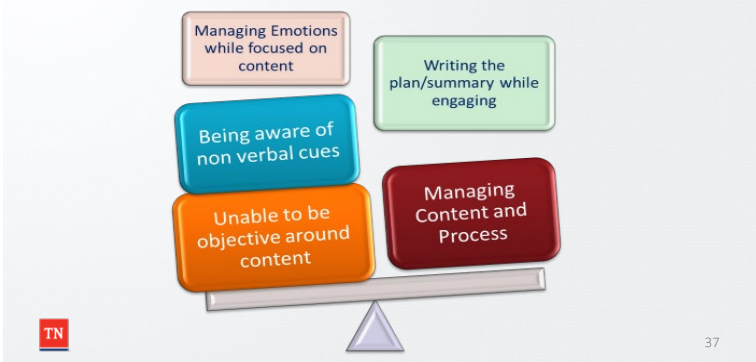 Managing Emotions
while focused on
content
Writing the
plan/summary while
engaging
Being aware of
non verbal cues
Managing
Content and
Process
Unable to be
objective around
content
TN
37